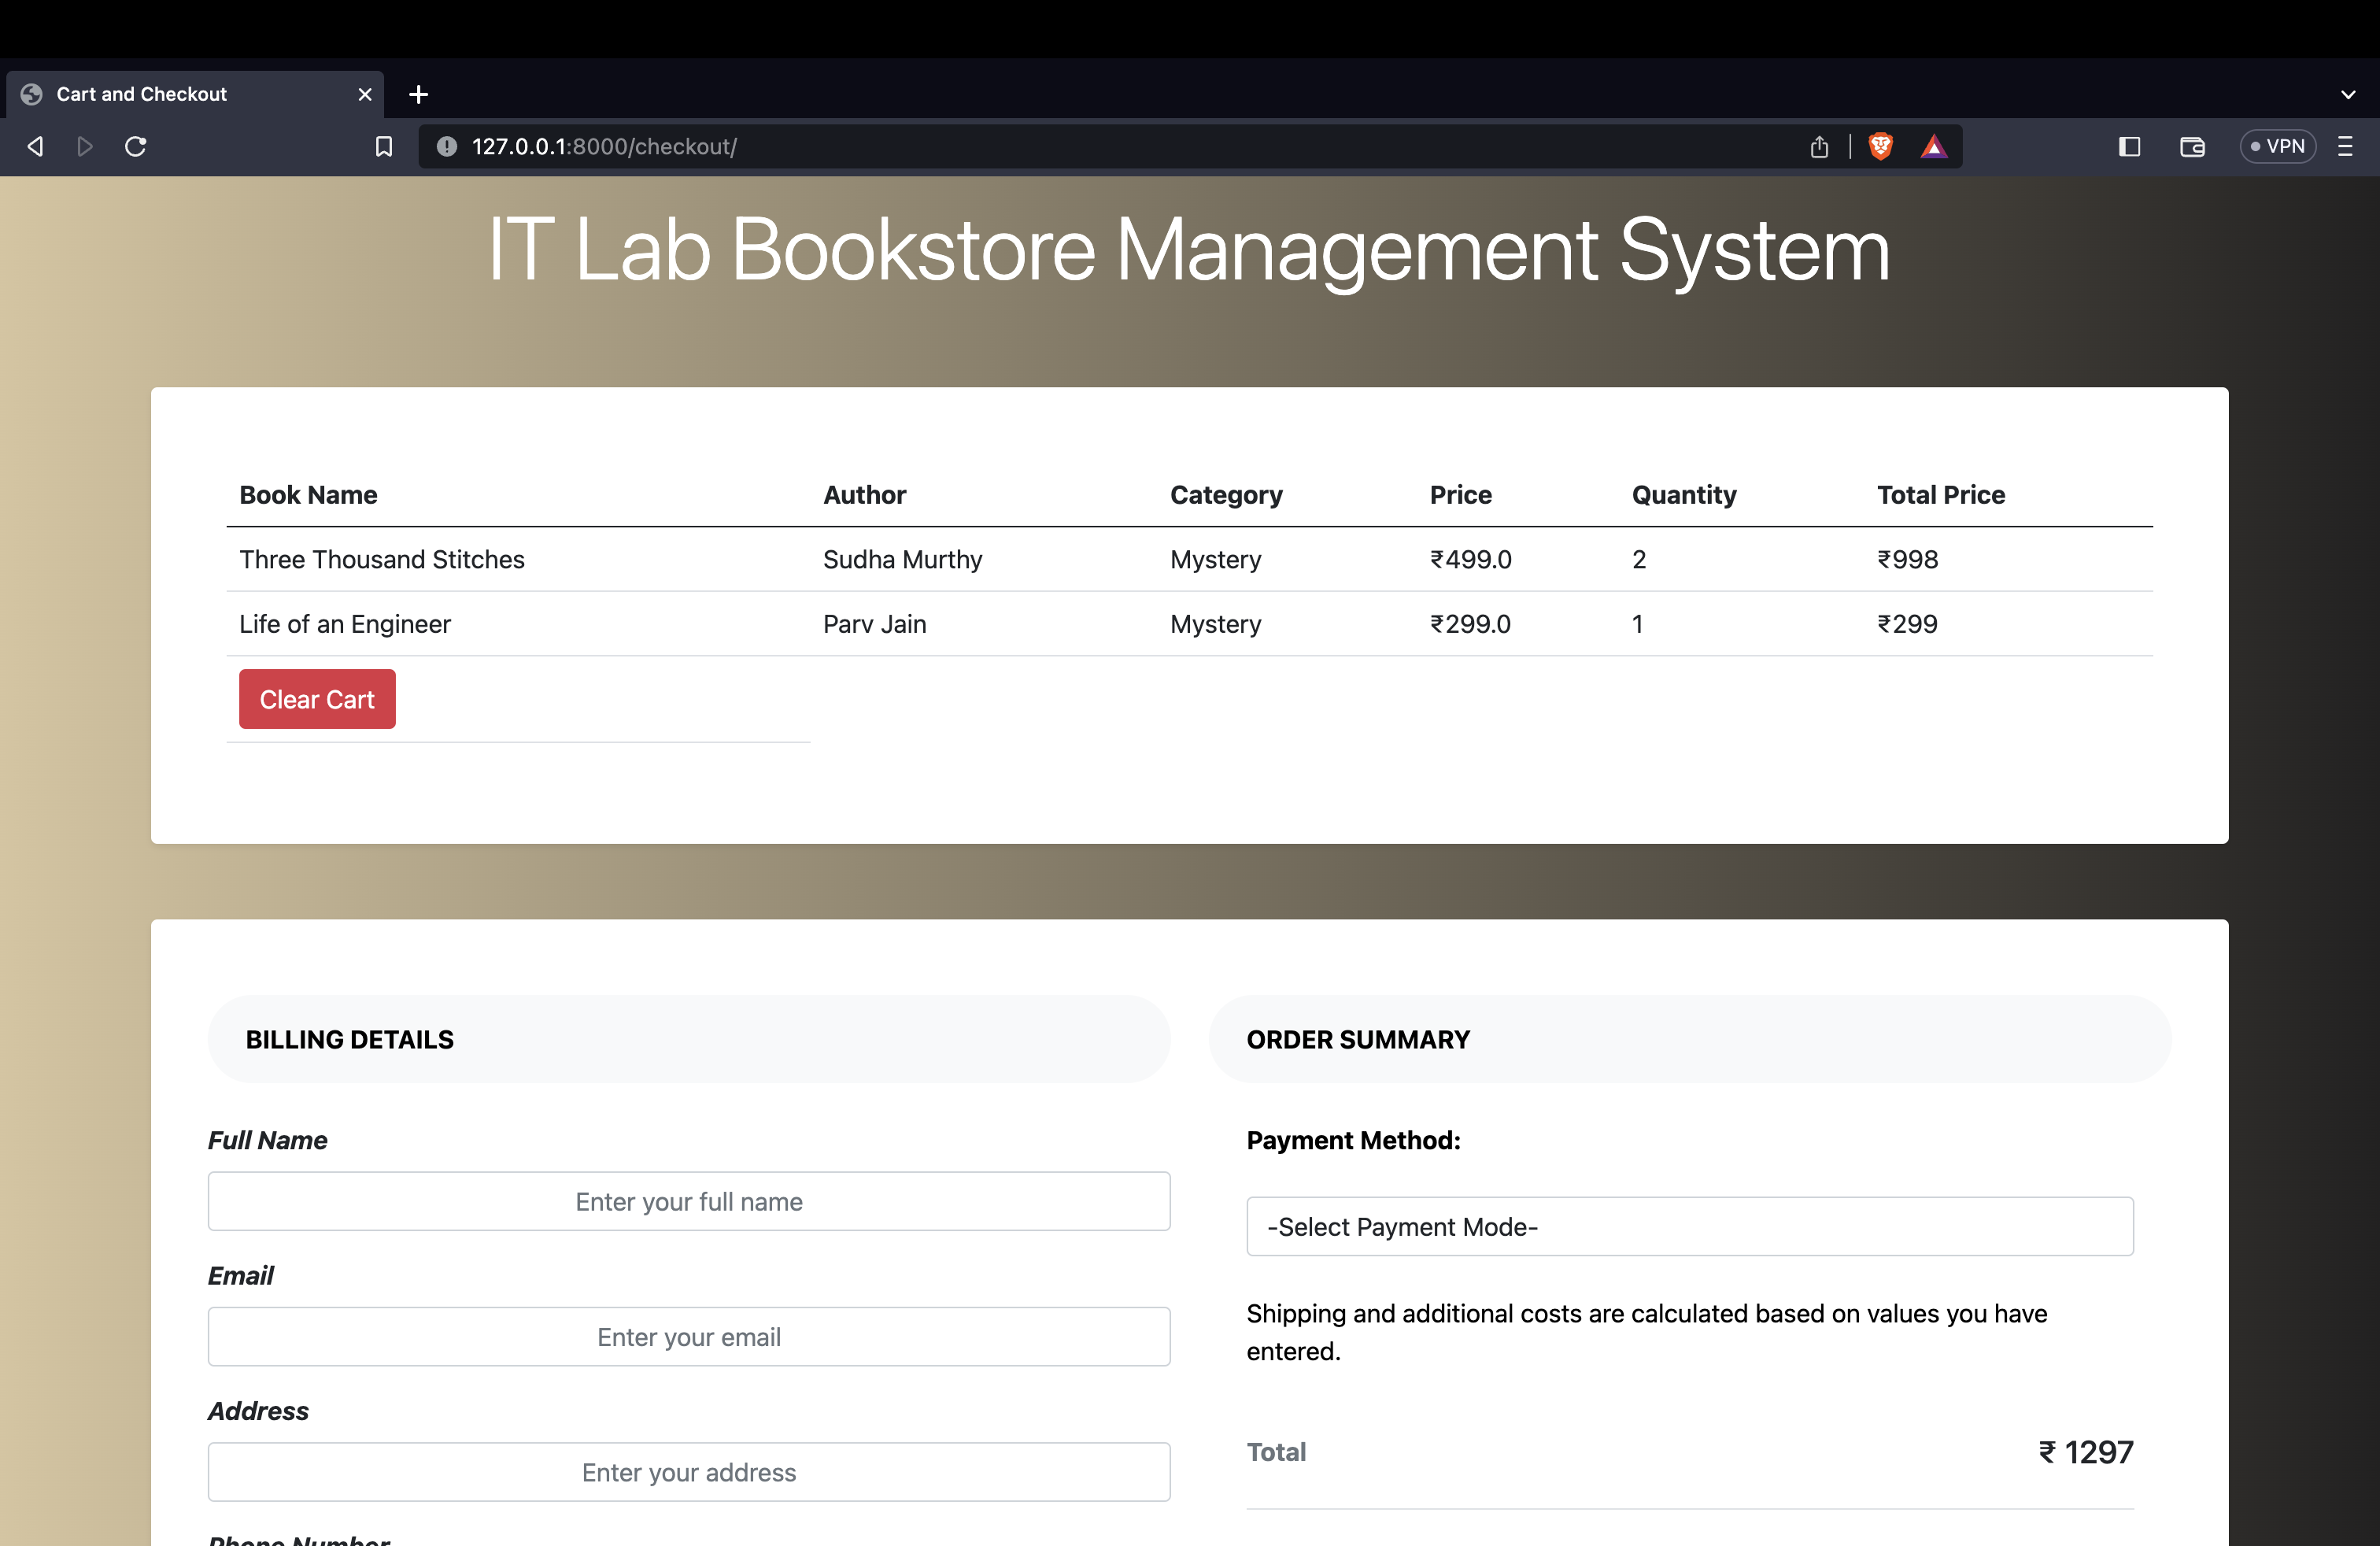 Cart and Checkout
127.0.0.1:8000/checkout/
VPN
IT Lab Bookstore Management System
Book Name Author Category Price Quantity Total Price
Three Thousand Stitches Sudha Murthy Mystery ₹499.0 2 ₹998
Life of an Engineer Parv Jain Mystery ₹299.0 1 ₹299
Clear Cart
BILLING DETAILS
Full Name
Enter your full name
Email
Enter your email
Address
Enter your address
Phone Number
ORDER SUMMARY
Payment Method:
-Select Payment Mode-
Shipping and additional costs are calculated based on values you have
entered.
Total ₹ 1297